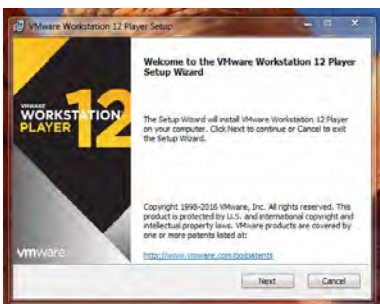 VMware Workstation 12 Player Setup
Welcome to the VMware Workstation 12 Player
Setup Wizard
VMWARE
WORKSTATION
PLAYER
12
The Setup Wizard will install VMware Workstation 12 Player
on your computer. Click Next to continue or Cancel to exit
the Setup Wizard.
Copyright 1998-2016 VMware, Inc. All rights reserved. This
product is protected by U.S. and international copyright and
intellectual property laws. VMware products are covered by
one or more patents listed at:
http://www.vmware.com/go/patents
vmware
Next
Cancel